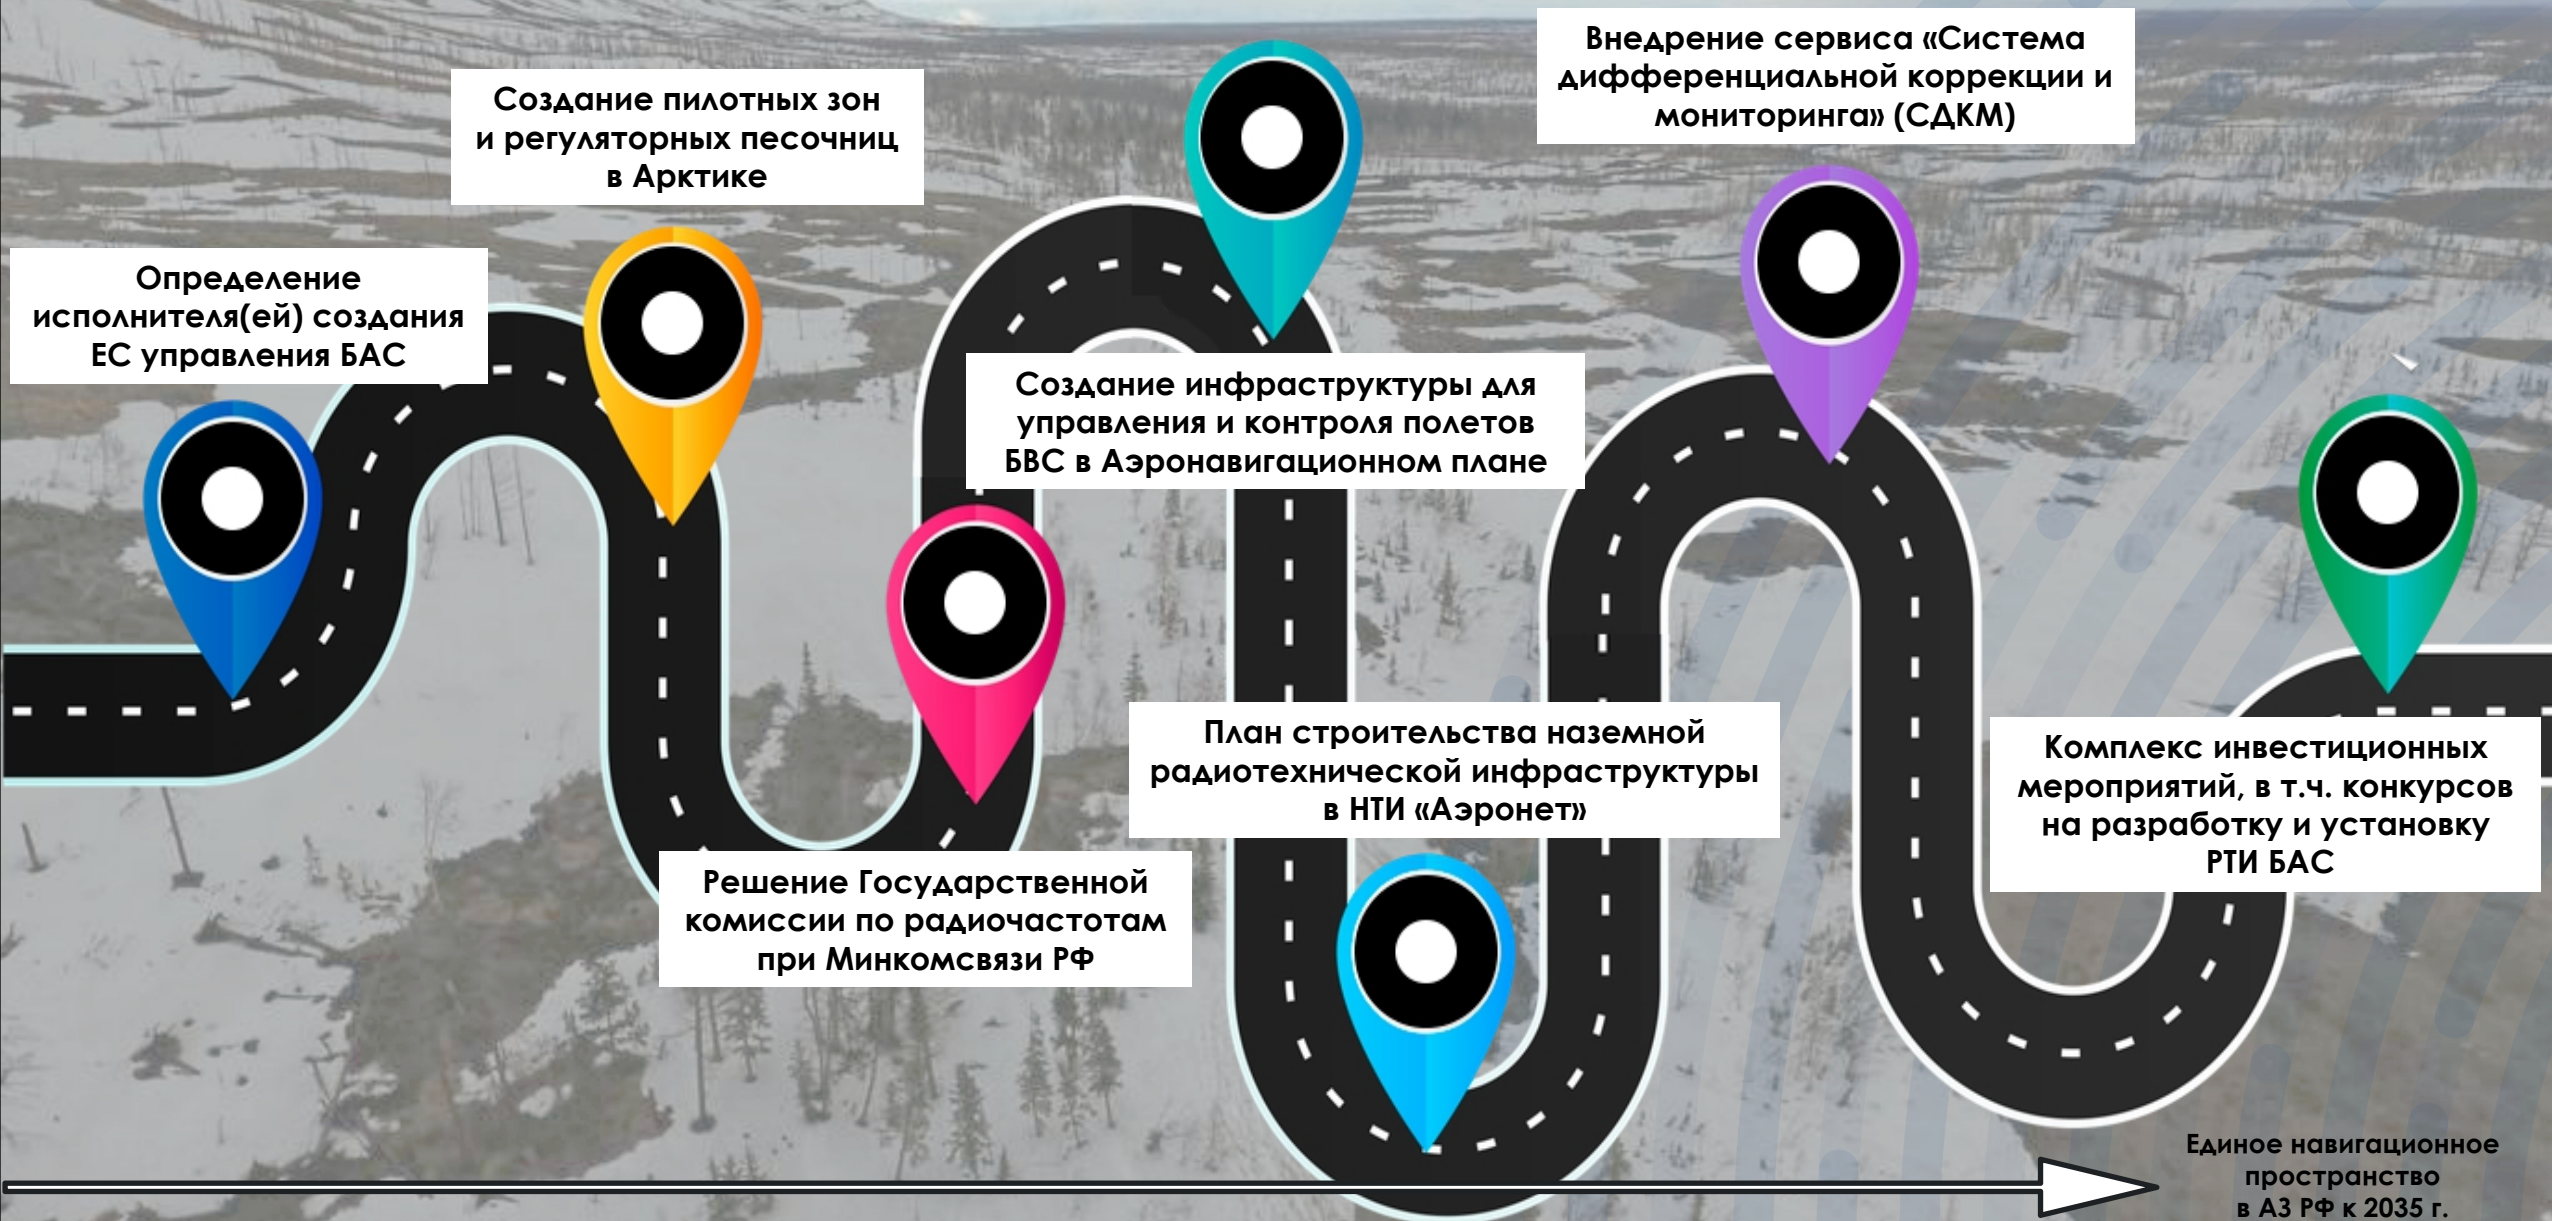 Определение
исполнителя(ей) создания
ЕС управления БАС
Создание пилотных зон
и регуляторных песочниц
в Арктике
Решение Государственной
комиссии по радиочастотам
при Минкомсвязи РФ
Создание инфраструктуры для
управления и контроля полетов
БВС в Аэронавигационном плане
План строительства наземной
радиотехнической инфраструктуры
в НТИ «Аэронет»
Внедрение сервиса «Система
дифференциальной коррекции и
мониторинга» (СДКМ)
Комплекс инвестиционных
мероприятий, в т.ч. конкурсов
на разработку и установку
РТИ БАС
Единое навигационное
пространство
в АЗ РФ к 2035 г.